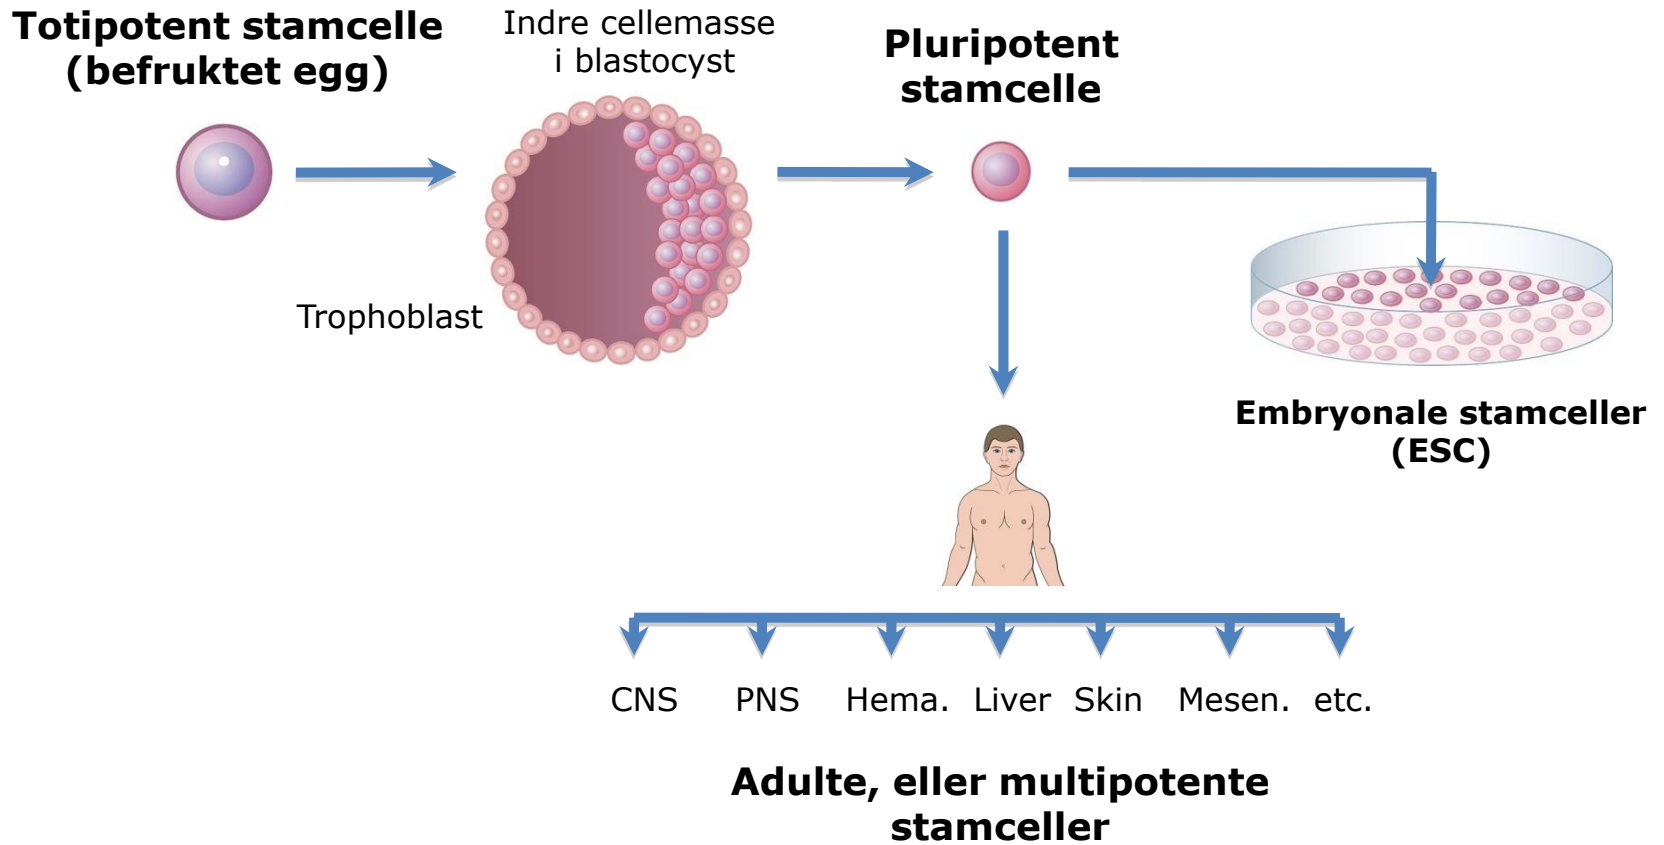 Totipotent stamcelle
(befruktet egg)
Indre cellemasse
i blastocyst
Pluripotent
stamcelle
Trophoblast
Embryonale stamceller
(ESC)
CNS PNS Hema. Liver Skin Mesen. etc.
Adulte, eller multipotente
stamceller